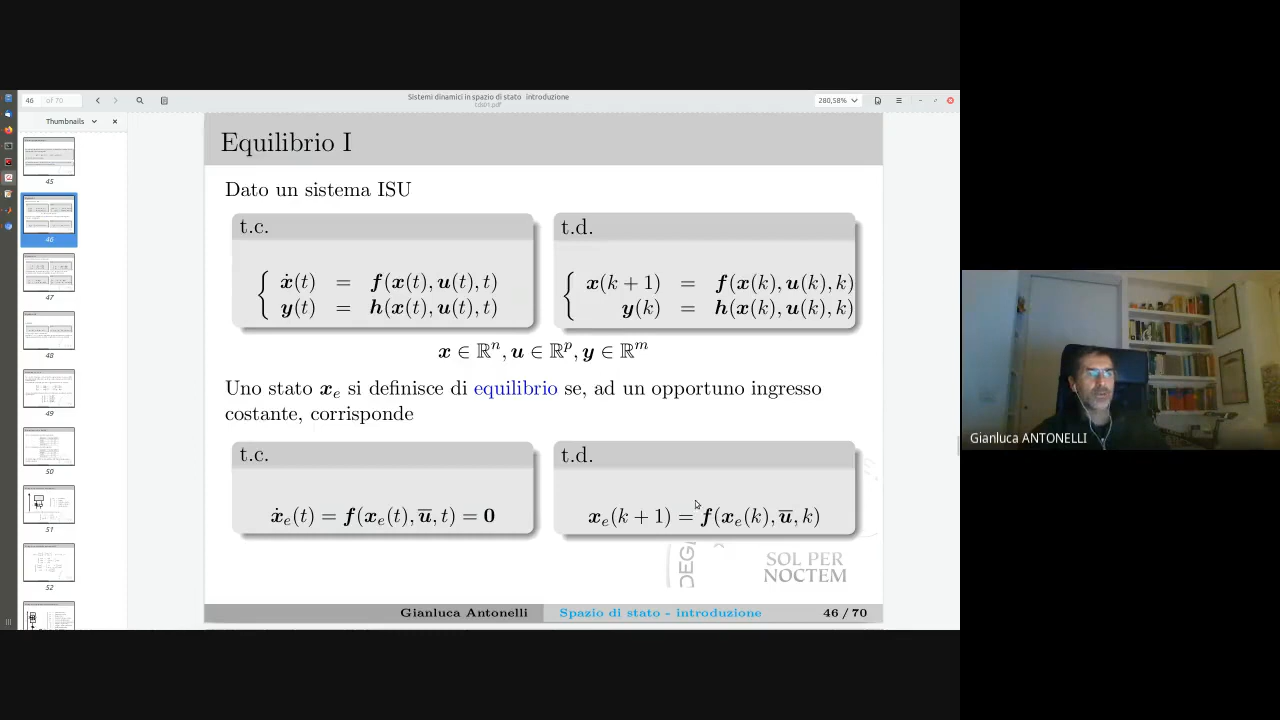 46 of 70
Sistemi dinamici in spazio di stato introduzione
280,58%
Thumbnails
45
46
47
48
49
50
51
52
Equilibrio I
Dato un sistema ISU
t.c.
ẋ(t) = f(x(t), u(t), t)
y(t) = h(x(t), u(t), t)
t.d.
x(k + 1) = f(x(k), u(k), k)
y(k) = h(x(k), u(k), k)
x ∈ ℝⁿ, u ∈ ℝᵖ, y ∈ ℝᵐ
Uno stato xₑ si definisce di equilibrio se, ad un opportuno ingresso
costante, corrisponde
t.c.
ẋₑ(t) = f(xₑ(t), u̅, t) = 0
t.d.
xₑ(k + 1) = f(xₑ(k), u̅, k)
DEGL
SOL PER
NOCTEM
Gianluca Antonelli
Spazio di stato - introduzione
46 / 70
Gianluca ANTONELLI